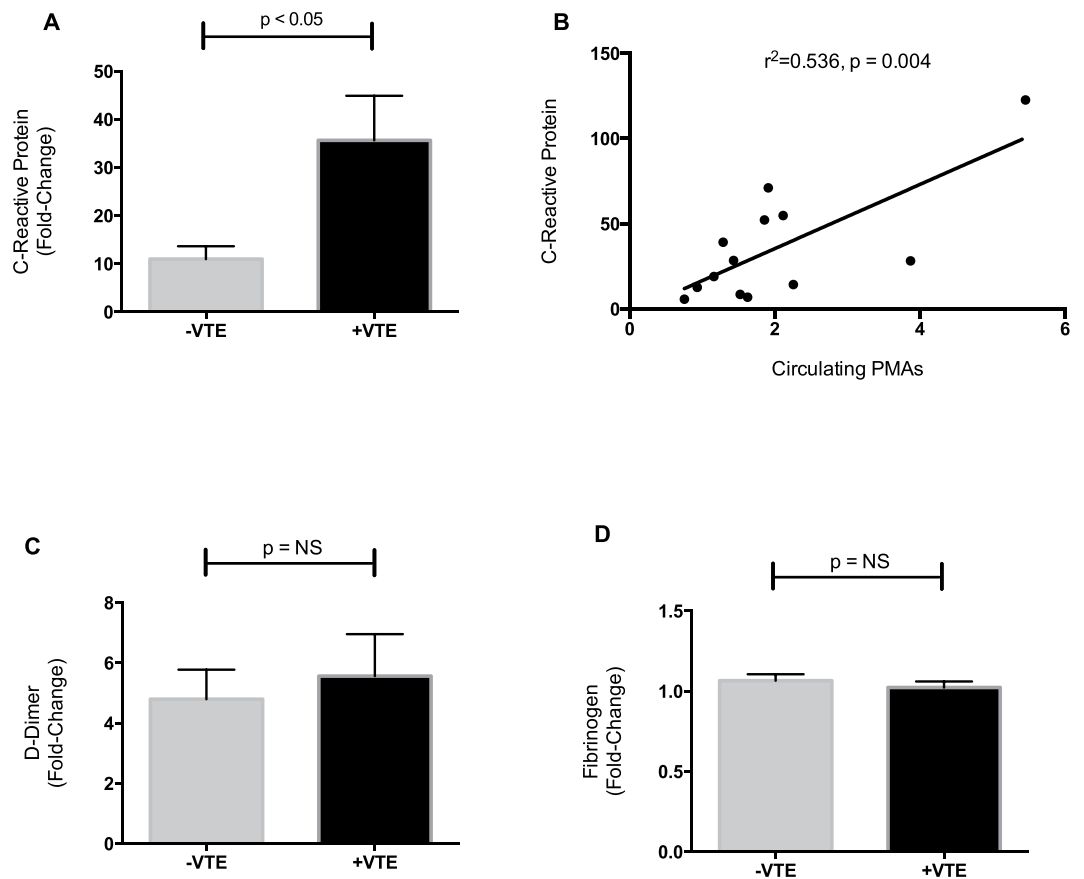 A
p < 0.05
C-Reactive Protein
(Fold-Change)
50
40
30
20
10
0
-VTE
+VTE
B
r²=0.536, p = 0.004
C-Reactive Protein
150
100
50
0
0
2
4
6
Circulating PMAs
C
p = NS
D-Dimer
(Fold-Change)
8
6
4
2
0
-VTE
+VTE
D
p = NS
Fibrinogen
(Fold-Change)
1.5
1.0
0.5
0.0
-VTE
+VTE